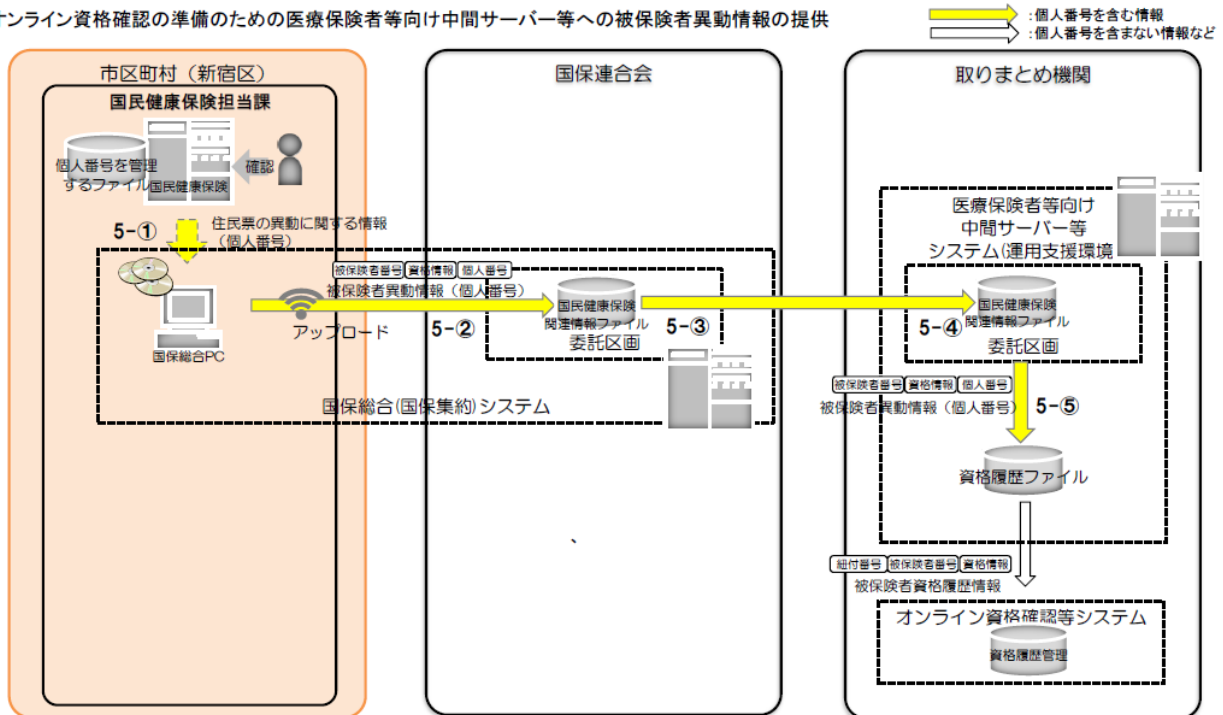 オンライン資格確認の準備のための医療保険者等向け中間サーバー等への被保険者異動情報の提供
：個人番号を含む情報
：個人番号を含まない情報など
市区町村（新宿区）
国民健康保険担当課
個人番号を管理
するファイル
国民健康保険
確認
5-①
住民票の異動に関する情報
（個人番号）
国保総合PC
被保険者番号 資格情報 個人番号
被保険者異動情報（個人番号）
アップロード
5-②
国保総合(国保集約)システム
国保連合会
国民健康保険
関連情報ファイル
委託区画
5-③
取りまとめ機関
医療保険者等向け
中間サーバー等
システム(運用支援環境
5-④
国民健康保険
関連情報ファイル
委託区画
被保険者番号 資格情報 個人番号
被保険者異動情報（個人番号）
5-⑤
資格履歴ファイル
紐付番号 被保険者番号 資格情報
被保険者資格履歴情報
オンライン資格確認等システム
資格履歴管理
、